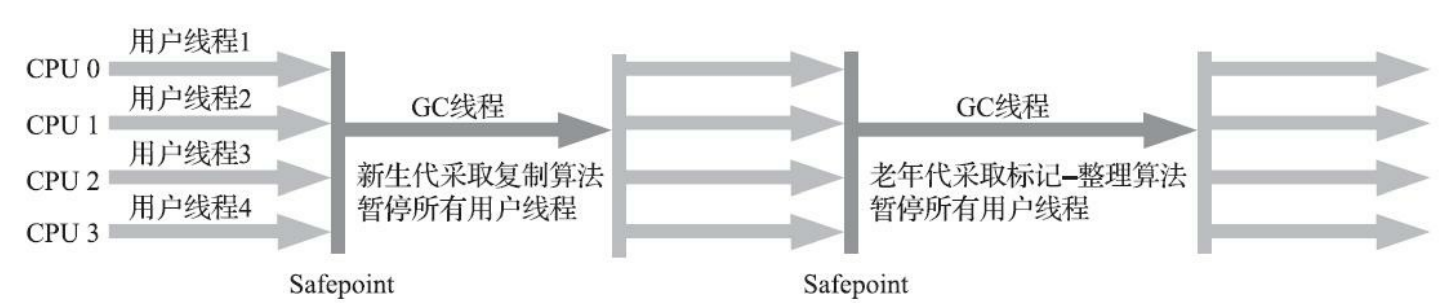 用户线程1
CPU 0
用户线程2
CPU 1
用户线程3
CPU 2
用户线程4
CPU 3
Safepoint
GC线程
新生代采取复制算法
暂停所有用户线程
Safepoint
GC线程
老年代采取标记–整理算法
暂停所有用户线程